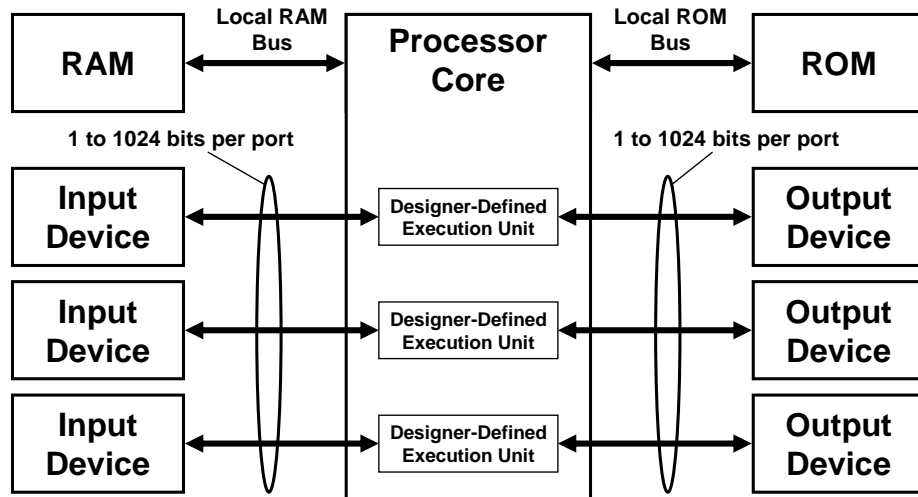 Local RAM
Bus
Processor
Core
Local ROM
Bus
RAM
ROM
1 to 1024 bits per port
1 to 1024 bits per port
Input
Device
Designer-Defined
Execution Unit
Output
Device
Input
Device
Designer-Defined
Execution Unit
Output
Device
Input
Device
Designer-Defined
Execution Unit
Output
Device